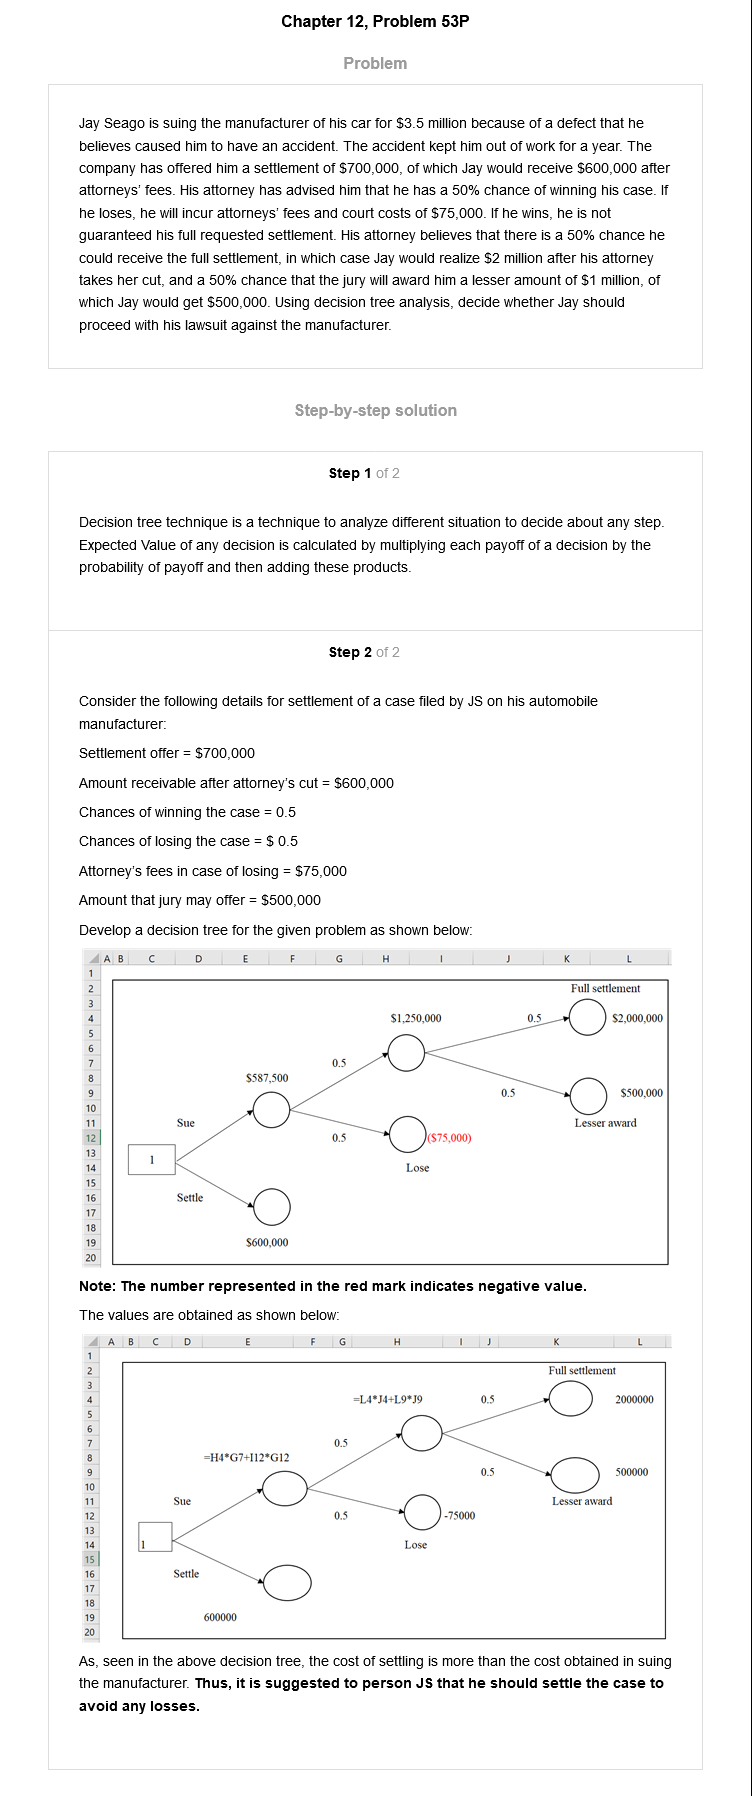 Chapter 12, Problem 53P
Problem
Jay Seago is suing the manufacturer of his car for $3.5 million because of a defect that he
believes caused him to have an accident. The accident kept him out of work for a year. The
company has offered him a settlement of $700,000, of which Jay would receive $600,000 after
attorneys' fees. His attorney has advised him that he has a 50% chance of winning his case. If
he loses, he will incur attorneys' fees and court costs of $75,000. If he wins, he is not
guaranteed his full requested settlement. His attorney believes that there is a 50% chance he
could receive the full settlement, in which case Jay would realize $2 million after his attorney
takes her cut, and a 50% chance that the jury will award him a lesser amount of $1 million, of
which Jay would get $500,000. Using decision tree analysis, decide whether Jay should
proceed with his lawsuit against the manufacturer.
Step-by-step solution
Step 1 of 2
Decision tree technique is a technique to analyze different situation to decide about any step.
Expected Value of any decision is calculated by multiplying each payoff of a decision by the
probability of payoff and then adding these products.
Step 2 of 2
Consider the following details for settlement of a case filed by JS on his automobile
manufacturer:
Settlement offer = $700,000
Amount receivable after attorney's cut = $600,000
Chances of winning the case = 0.5
Chances of losing the case = $ 0.5
Attorney's fees in case of losing = $75,000
Amount that jury may offer = $500,000
Develop a decision tree for the given problem as shown below:
A B C D E F G H I J K L
1
2 Full settlement
3
4 $1,250,000 0.5 $2,000,000
5
6
7 0.5
8 $587,500
9 0.5 $500,000
10
11 Sue Lesser award
12 0.5 ($75,000)
13 1
14 Lose
15
16 Settle
17
18
19 $600,000
20
Note: The number represented in the red mark indicates negative value.
The values are obtained as shown below:
A B C D E F G H I J K L
1
2 Full settlement
3
4 =L4*J4+L9*J9 0.5 2000000
5
6
7 0.5
8 =H4*G7+I12*G12
9 0.5 500000
10
11 Sue Lesser award
12 0.5 -75000
13
14 1 Lose
15
16 Settle
17
18
19 600000
20
As, seen in the above decision tree, the cost of settling is more than the cost obtained in suing
the manufacturer. Thus, it is suggested to person JS that he should settle the case to
avoid any losses.